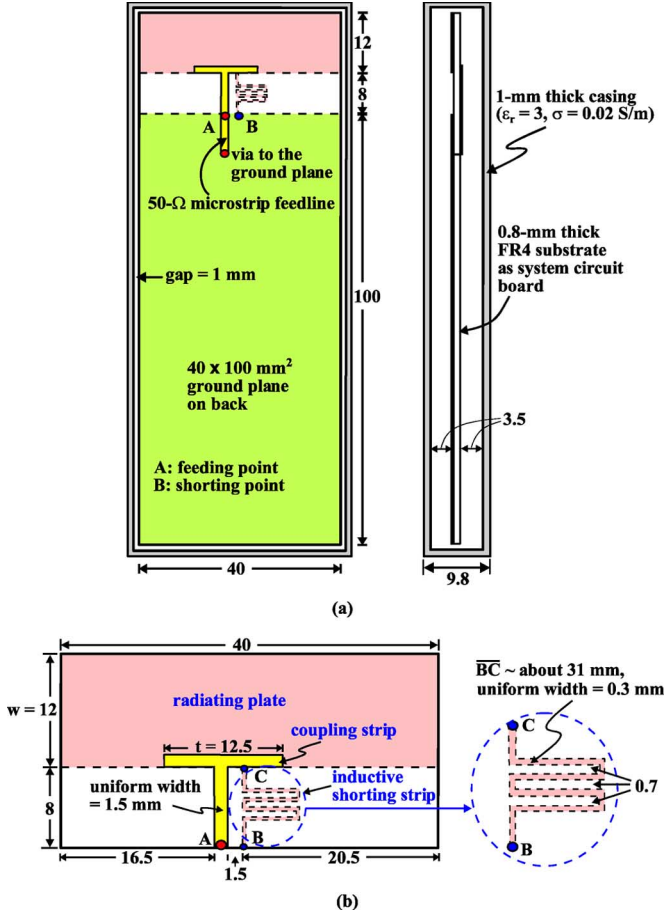 12
8
A
B
via to the
ground plane
50-Ω microstrip feedline
gap = 1 mm
100
40 x 100 mm²
ground plane
on back
A: feeding point
B: shorting point
40
1-mm thick casing
(εr = 3, σ = 0.02 S/m)
0.8-mm thick
FR4 substrate
as system circuit
board
3.5
9.8
(a)
40
w = 12
radiating plate
t = 12.5
coupling strip
8
uniform width
= 1.5 mm
C
inductive
shorting strip
A
B
16.5
1.5
20.5
BC ~ about 31 mm,
uniform width = 0.3 mm
C
0.7
B
(b)